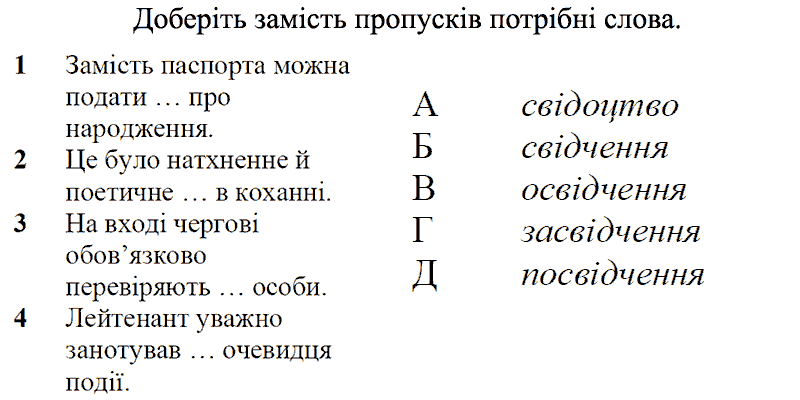 Доберіть замість пропусків потрібні слова.
1 Замість паспорта можна
подати … про
народження.
2 Це було натхненне й
поетичне … в коханні.
3 На вході чергові
обов’язково
перевіряють … особи.
4 Лейтенант уважно
занотував … очевидця
події.
А свідоцтво
Б свідчення
В освідчення
Г засвідчення
Д посвідчення